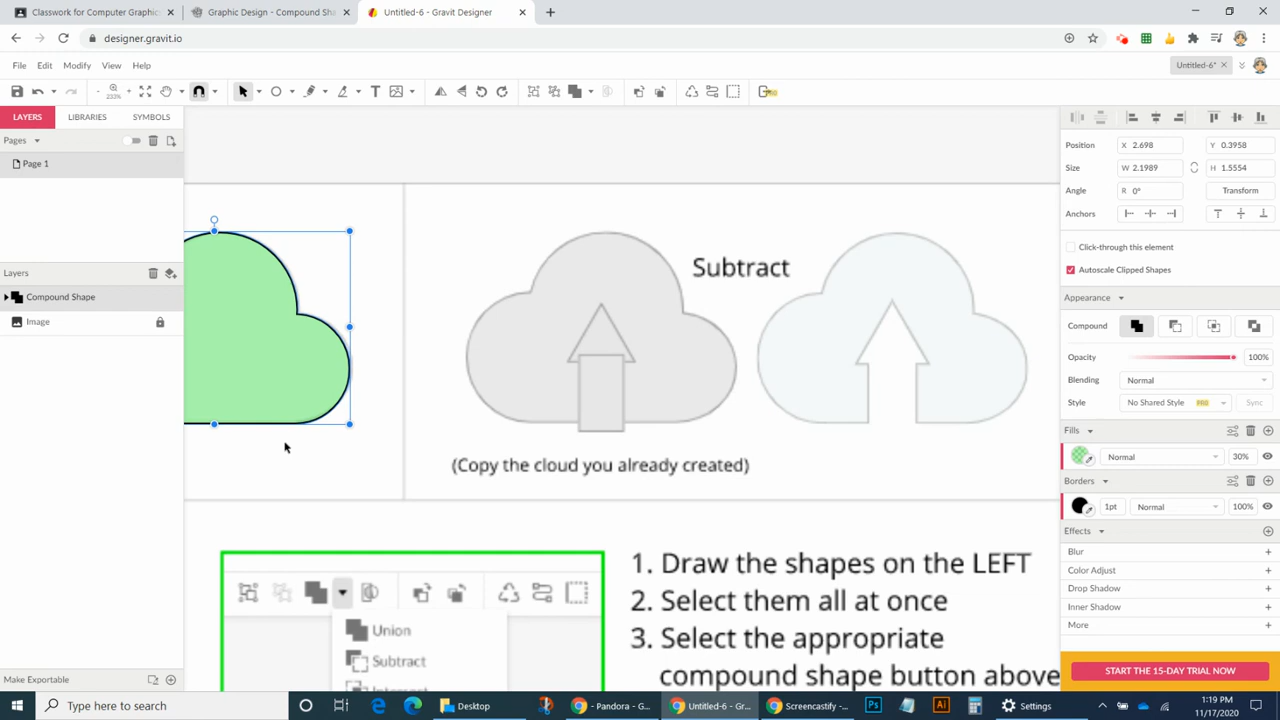 Classwork for Computer Graphic
Graphic Design - Compound Sha
Untitled-6 - Gravit Designer
designer.gravit.io
File Edit Modify View Help
Untitled-6*
233%
PRO
LAYERS LIBRARIES SYMBOLS
Pages
Page 1
Layers
Compound Shape
Image
Make Exportable
Subtract
(Copy the cloud you already created)
Union
Subtract
1. Draw the shapes on the LEFT
2. Select them all at once
3. Select the appropriate
compound shape button above
Position X 2.698 Y 0.3958
Size W 2.1989 H 1.5554
Angle R 0° Transform
Anchors
Click-through this element
Autoscale Clipped Shapes
Appearance
Compound
Opacity 100%
Blending Normal
Style No Shared Style PRO Sync
Fills
Normal 30%
Borders
1pt Normal 100%
Effects
Blur
Color Adjust
Drop Shadow
Inner Shadow
More
START THE 15-DAY TRIAL NOW
Type here to search
Desktop
- Pandora - G...
Untitled-6 - Gr...
Screencastify - ...
Ps
Ai
Settings
1:19 PM
11/17/2020